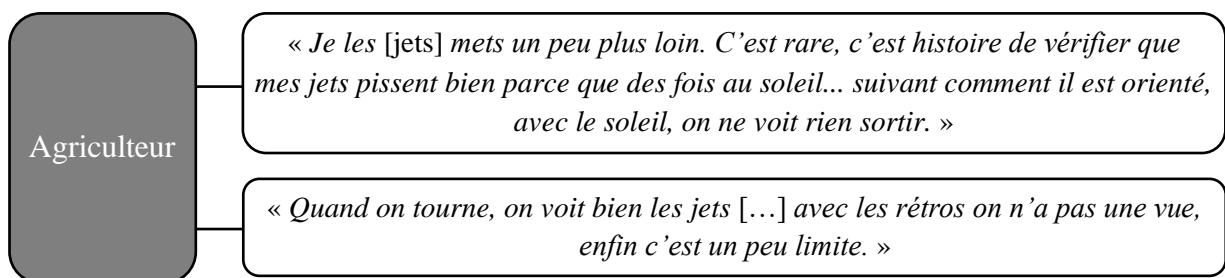 Agriculteur
« Je les [jets] mets un peu plus loin. C’est rare, c’est histoire de vérifier que
mes jets pissent bien parce que des fois au soleil... suivant comment il est orienté,
avec le soleil, on ne voit rien sortir. »
« Quand on tourne, on voit bien les jets […] avec les rétros on n’a pas une vue,
enfin c’est un peu limite. »